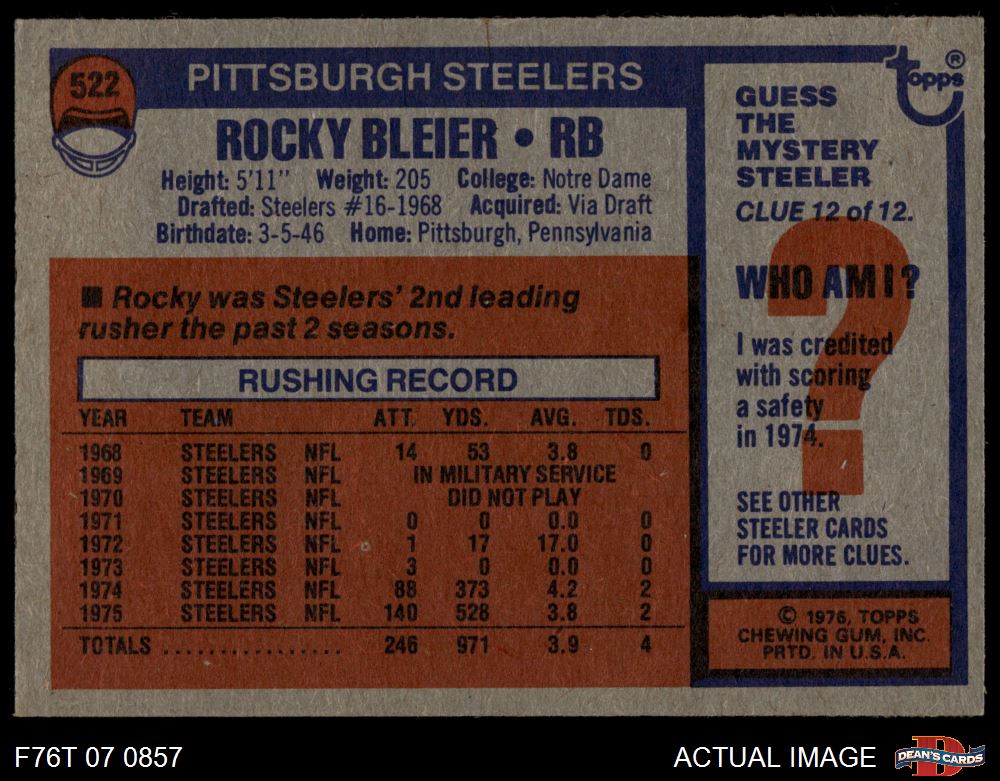 522
PITTSBURGH STEELERS
ROCKY BLEIER • RB
Height: 5'11" Weight: 205 College: Notre Dame
Drafted: Steelers #16-1968 Acquired: Via Draft
Birthdate: 3-5-46 Home: Pittsburgh, Pennsylvania
■ Rocky was Steelers' 2nd leading
rusher the past 2 seasons.
RUSHING RECORD
YEAR TEAM ATT. YDS. AVG. TDS.
1968 STEELERS NFL 14 53 3.8 0
1969 STEELERS NFL IN MILITARY SERVICE
1970 STEELERS NFL DID NOT PLAY
1971 STEELERS NFL 0 0 0.0 0
1972 STEELERS NFL 1 17 17.0 0
1973 STEELERS NFL 3 0 0.0 0
1974 STEELERS NFL 88 373 4.2 2
1975 STEELERS NFL 140 528 3.8 2
TOTALS ................ 246 971 3.9 4
topps ®
GUESS
THE
MYSTERY
STEELER
CLUE 12 of 12.
?
WHO AM I?
I was credited
with scoring
a safety
in 1974.
SEE OTHER
STEELER CARDS
FOR MORE CLUES.
© 1976, TOPPS
CHEWING GUM, INC.
PRTD. IN U.S.A.
F76T 07 0857
ACTUAL IMAGE
D
DEAN'S CARDS